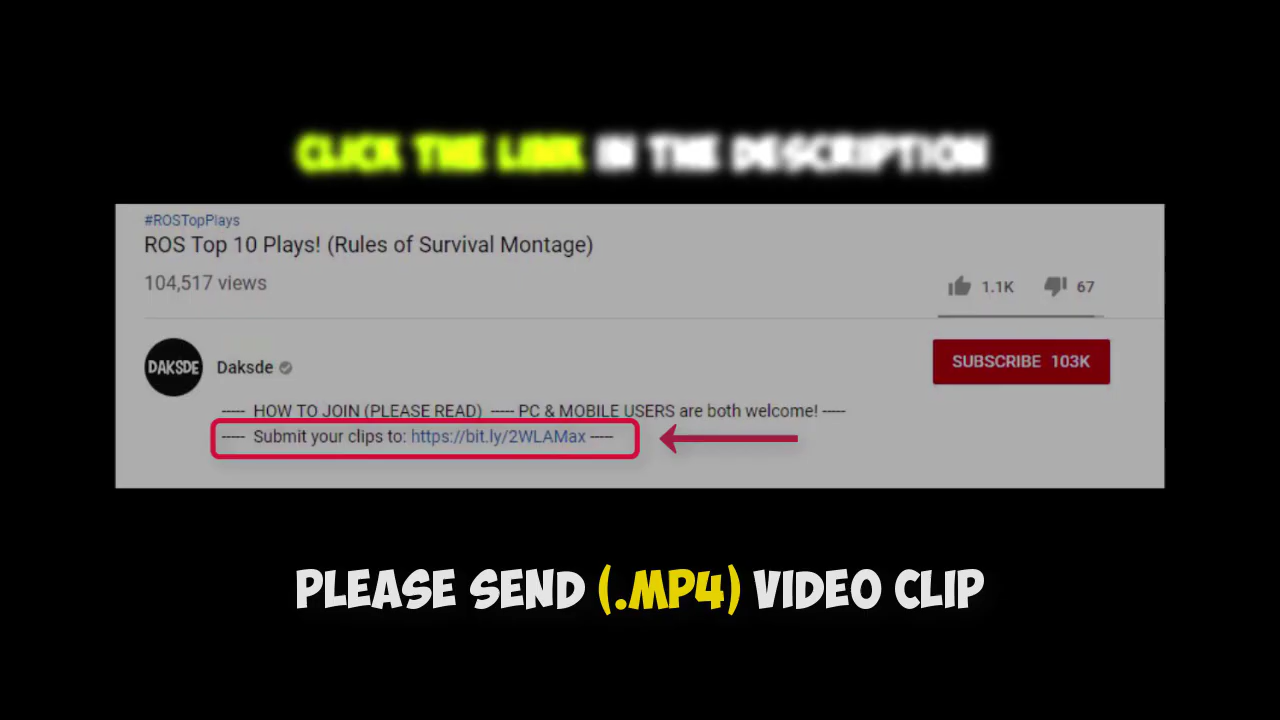 CLICK THE LINK IN THE DESCRIPTION
#ROSTopPlays
ROS Top 10 Plays! (Rules of Survival Montage)
104,517 views
1.1K
67
DAKSDE
Daksde
SUBSCRIBE 103K
----- HOW TO JOIN (PLEASE READ) ----- PC & MOBILE USERS are both welcome! -----
----- Submit your clips to: https://bit.ly/2WLAMax -----
PLEASE SEND (.MP4) VIDEO CLIP